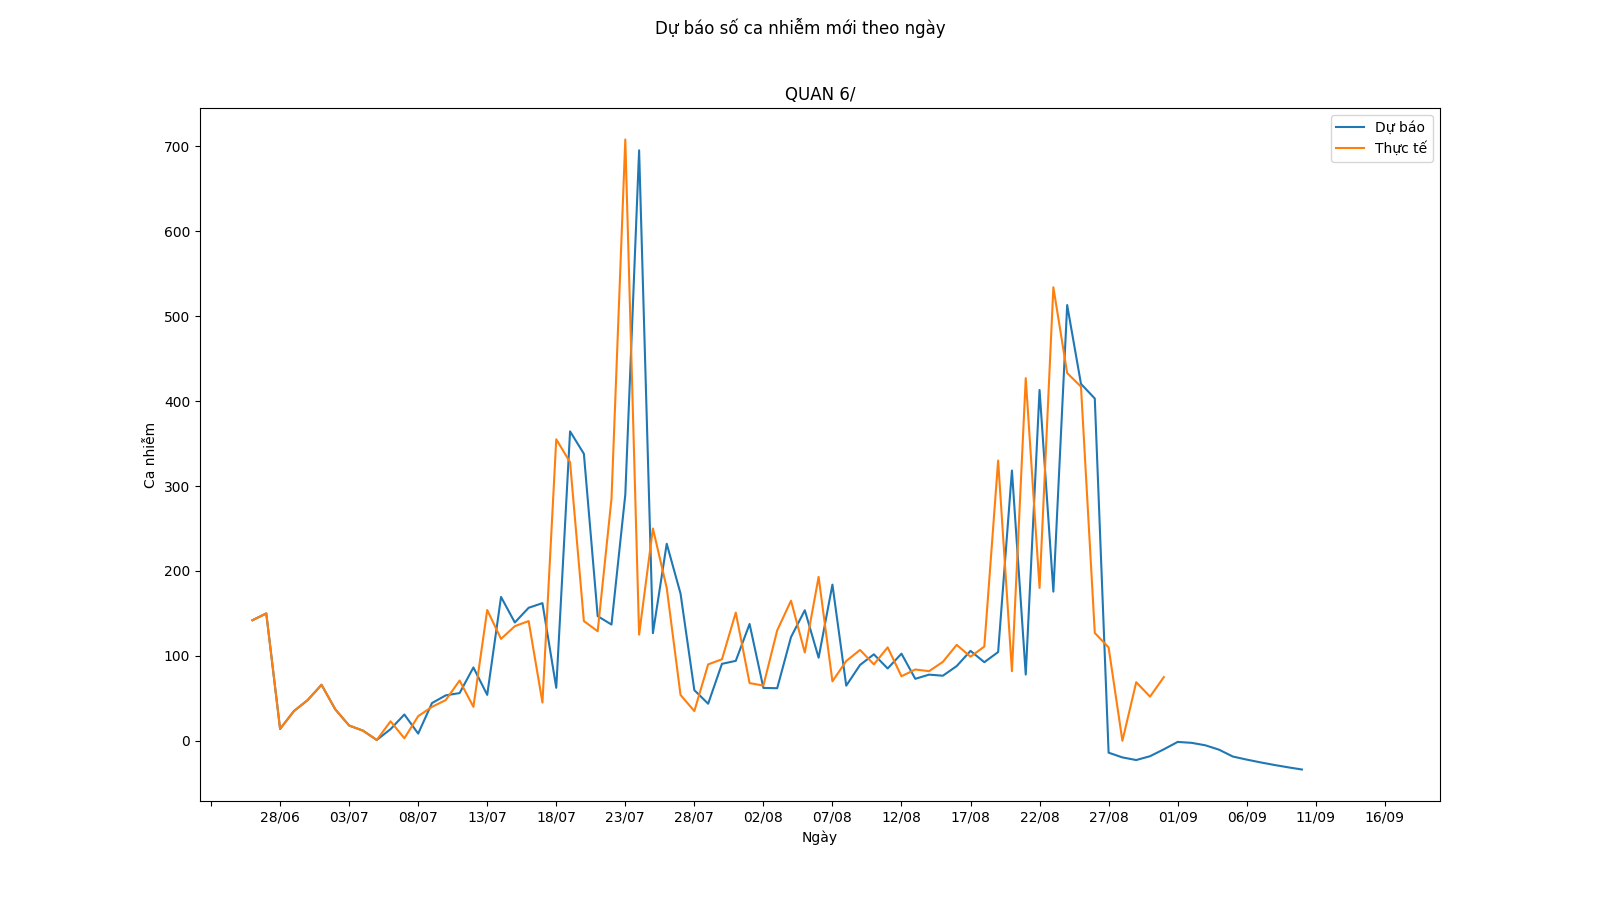 Dự báo số ca nhiễm mới theo ngày
QUAN 6/
Dự báo
Thực tế
700
600
500
400
300
200
100
0
Ca nhiễm
28/06 03/07 08/07 13/07 18/07 23/07 28/07 02/08 07/08 12/08 17/08 22/08 27/08 01/09 06/09 11/09 16/09
Ngày